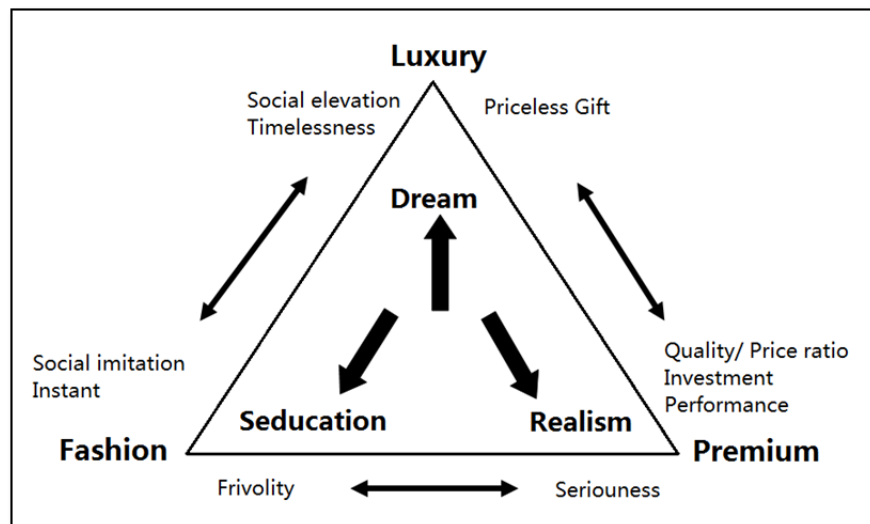 Luxury
Social elevation
Timelessness
Priceless Gift
Dream
Social imitation
Instant
Quality/ Price ratio
Investment
Performance
Seducation
Realism
Fashion
Premium
Frivolity
Seriouness